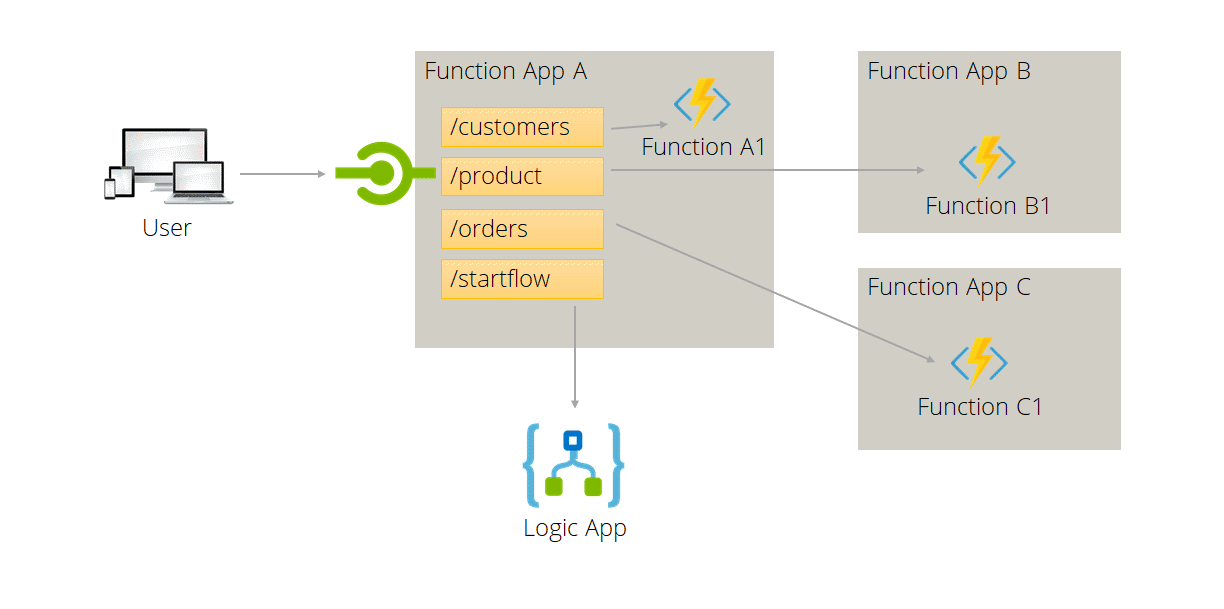 Function App A
/customers
/product
/orders
/startflow
Function A1
Function App B
Function B1
Function App C
Function C1
User
Logic App